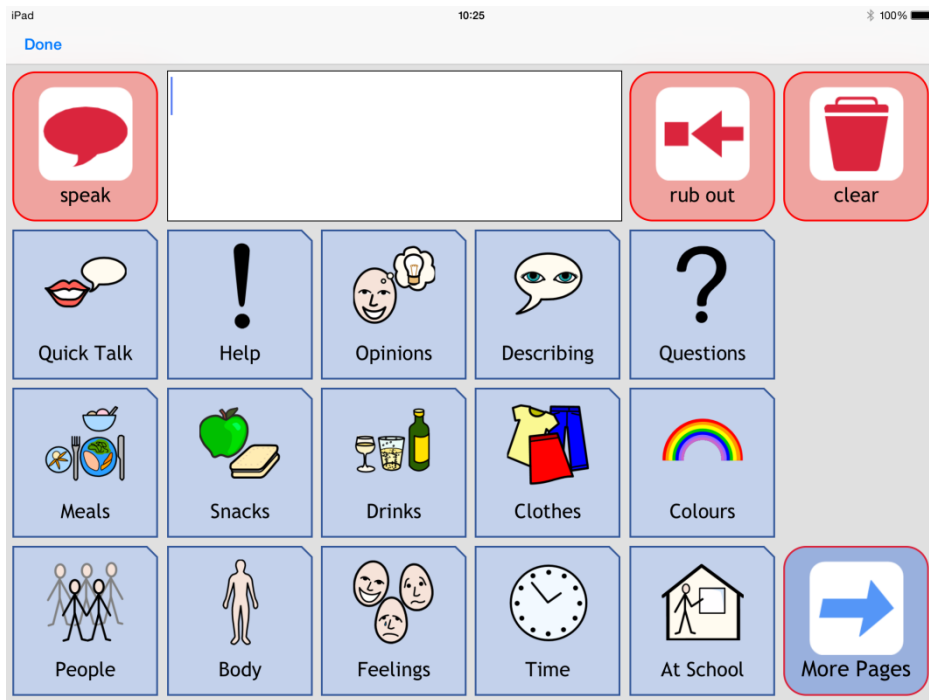 iPad 10:25 100%
Done
speak rub out clear
Quick Talk Help Opinions Describing Questions
Meals Snacks Drinks Clothes Colours
People Body Feelings Time At School More Pages